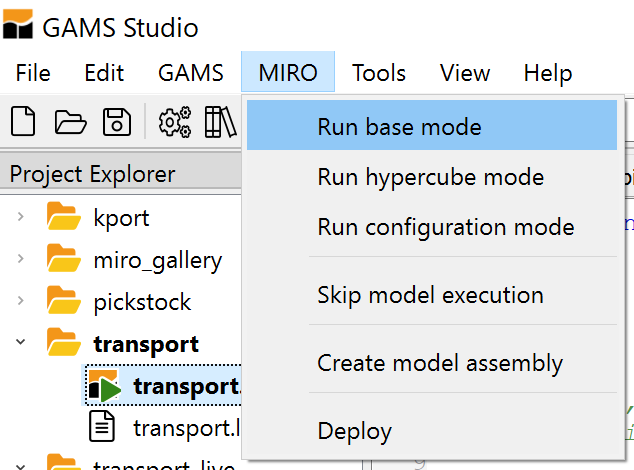 GAMS Studio
File Edit GAMS MIRO Tools View Help
Project Explorer
kport
miro_gallery
pickstock
transport
transport.
transport.l
transport_live
Run base mode
Run hypercube mode
Run configuration mode
Skip model execution
Create model assembly
Deploy
9